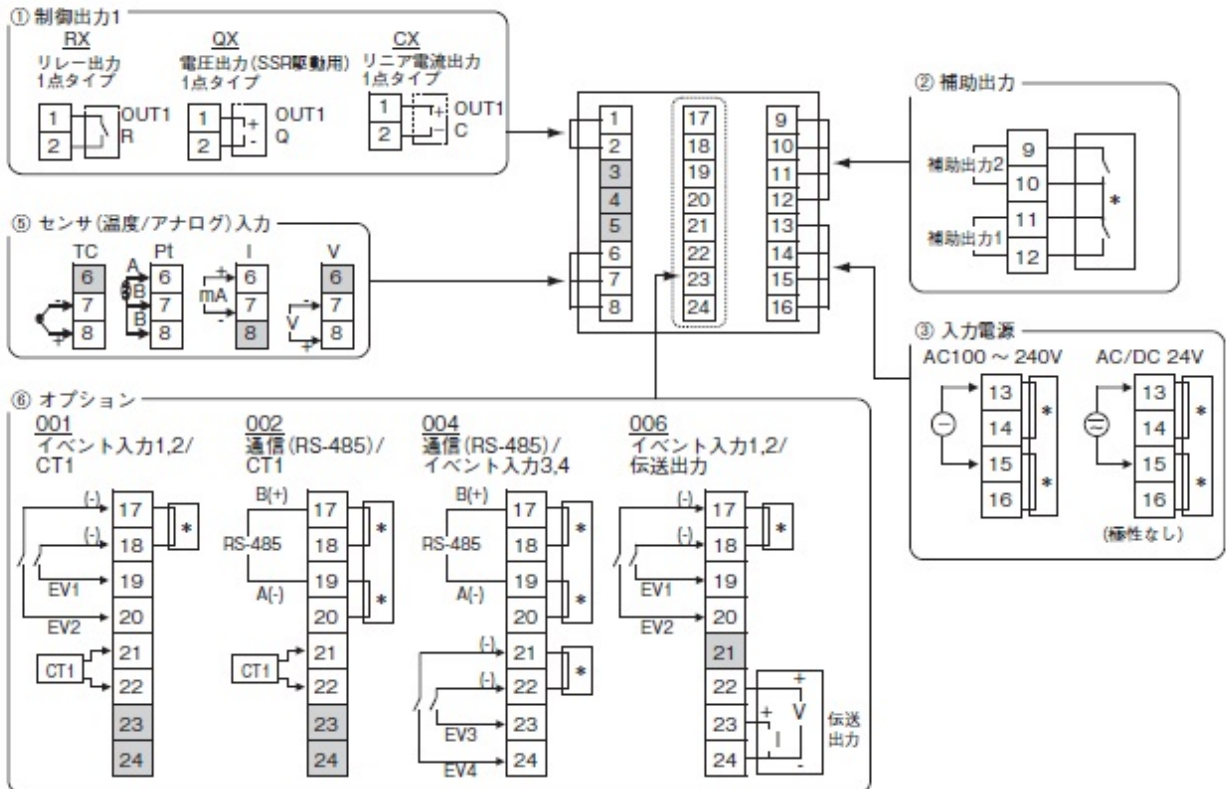 ① 制御出力1
RX
リレー出力
1点タイプ
1
2
OUT1
R
QX
電圧出力(SSR駆動用)
1点タイプ
1
2
+
-
OUT1
Q
CX
リニア電流出力
1点タイプ
1
2
+
-
OUT1
C
1
2
3
4
5
6
7
8
17
18
19
20
21
22
23
24
9
10
11
12
13
14
15
16
② 補助出力
補助出力2
補助出力1
9
10
11
12
*
⑤ センサ(温度/アナログ)入力
TC
6
7
8
-
+
Pt
A
B
B
6
7
8
I
+
mA
-
6
7
8
V
-
V
+
6
7
8
③ 入力電源
AC100 ~ 240V
13
14
15
16
*
*
AC/DC 24V
13
14
15
16
*
*
(極性なし)
⑥ オプション
001
イベント入力1,2/
CT1
(-)
(-)
EV1
EV2
CT1
17
18
19
20
21
22
23
24
*
002
通信(RS-485)/
CT1
B(+)
RS-485
A(-)
CT1
17
18
19
20
21
22
23
24
*
*
004
通信(RS-485)/
イベント入力3,4
B(+)
RS-485
A(-)
(-)
(-)
EV3
EV4
17
18
19
20
21
22
23
24
*
*
*
006
イベント入力1,2/
伝送出力
(-)
(-)
EV1
EV2
17
18
19
20
21
22
23
24
*
+
+
V
I
-
伝送
出力